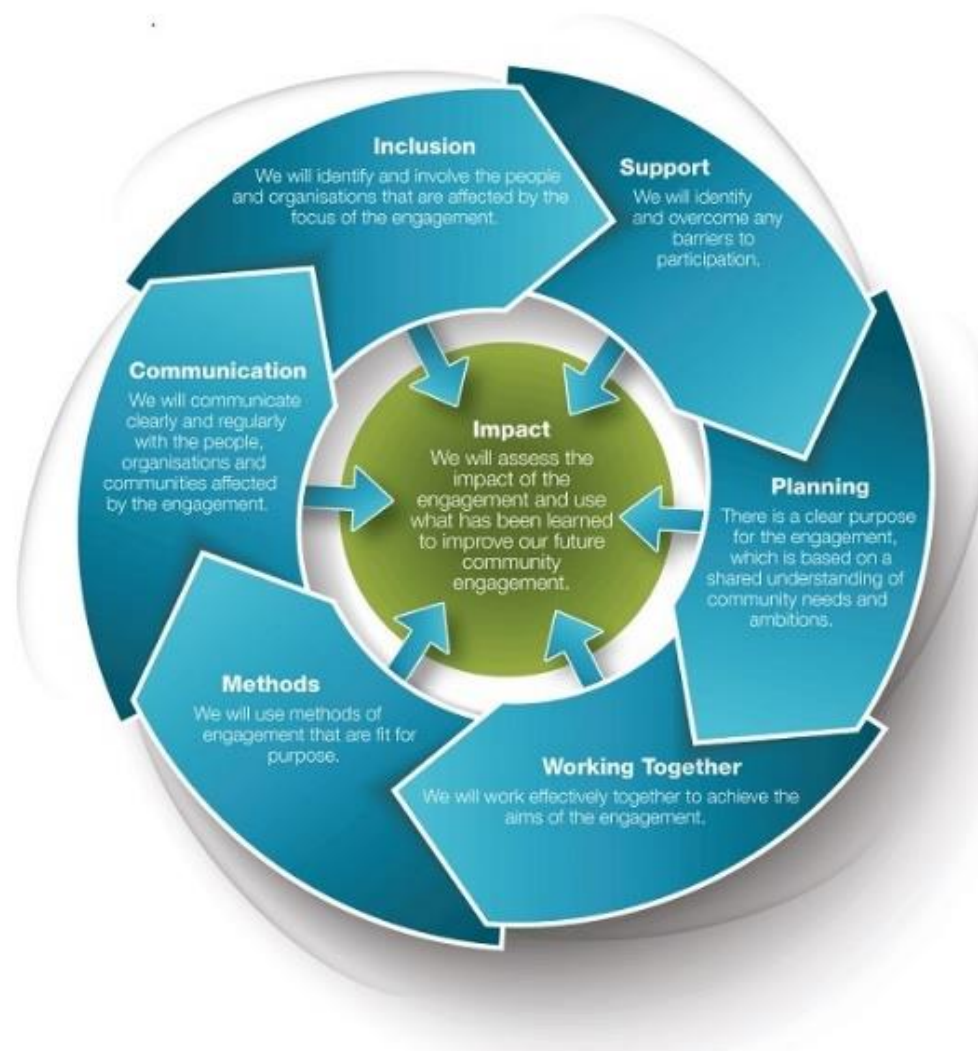 Inclusion
We will identify and involve the people
and organisations that are affected by the
focus of the engagement.
Support
We will identify
and overcome any
barriers to
participation.
Planning
There is a clear purpose
for the engagement,
which is based on a
shared understanding of
community needs and
ambitions.
Working Together
We will work effectively together to achieve the
aims of the engagement.
Methods
We will use methods of
engagement that are fit for
purpose.
Communication
We will communicate
clearly and regularly
with the people,
organisations and
communities affected
by the engagement.
Impact
We will assess the
impact of the
engagement and use
what has been learned
to improve our future
community
engagement.